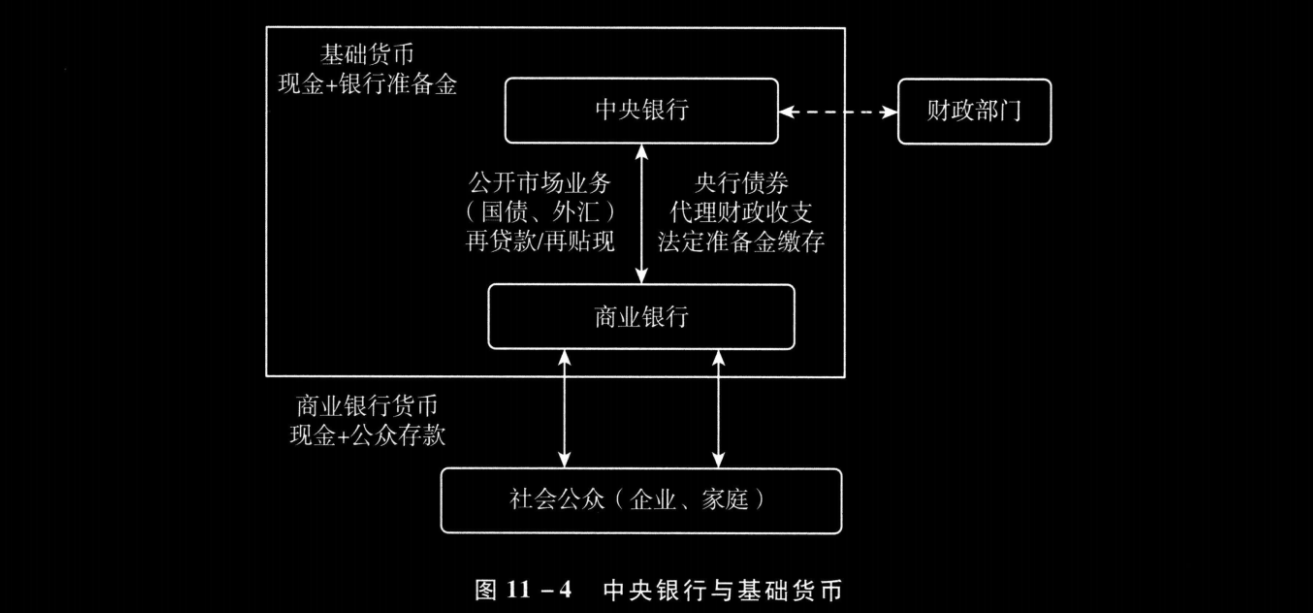 基础货币
现金+银行准备金
中央银行
财政部门
公开市场业务
（国债、外汇）
再贷款/再贴现
央行债券
代理财政收支
法定准备金缴存
商业银行
商业银行货币
现金+公众存款
社会公众（企业、家庭）
图 11-4 中央银行与基础货币